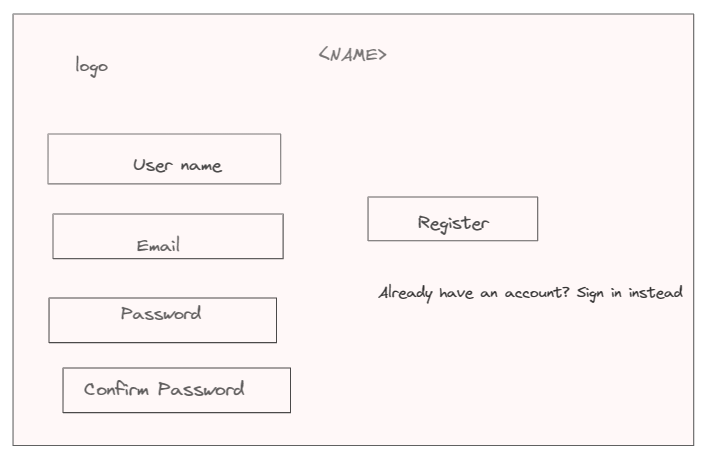 logo
<NAME>
User name
Email
Password
Confirm Password
Register
Already have an account? Sign in instead